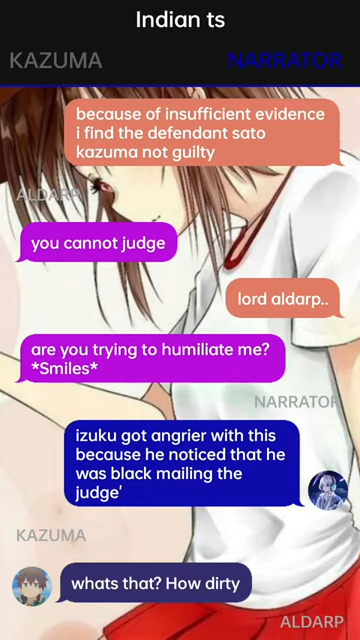 Indian ts
KAZUMA
NARRATOR
because of insufficient evidence
i find the defendant sato
kazuma not guilty
ALDARP
you cannot judge
lord aldarp..
are you trying to humiliate me?
*Smiles*
NARRATOR
izuku got angrier with this
because he noticed that he
was black mailing the
judge'
KAZUMA
whats that? How dirty
ALDARP